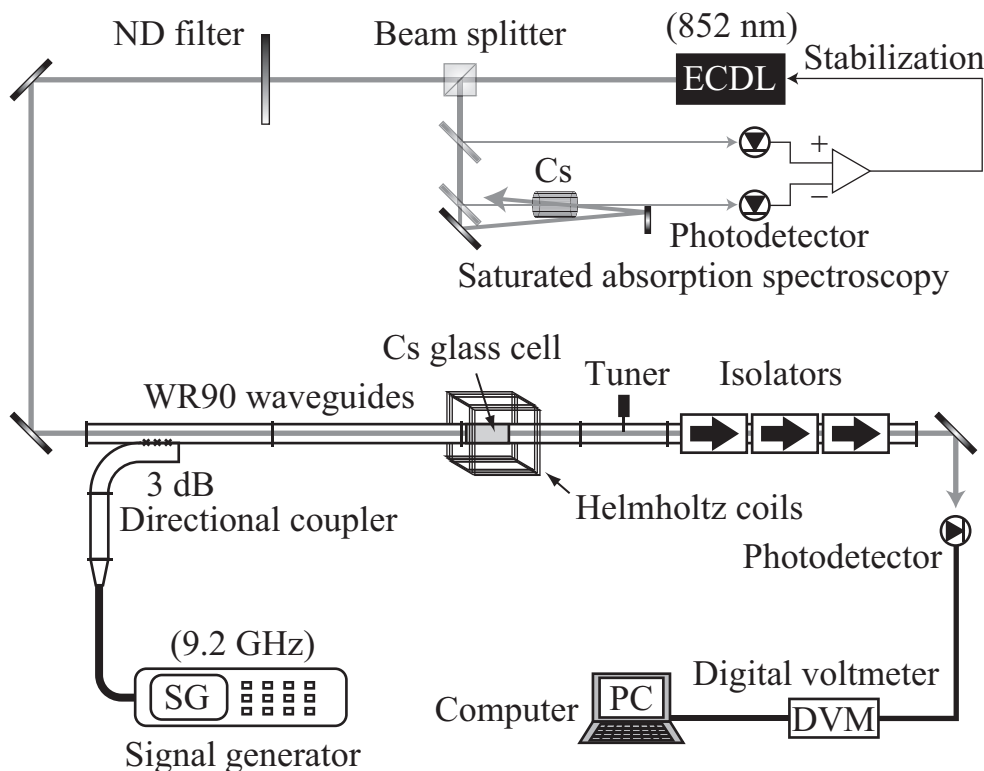 ND filter
Beam splitter
(852 nm)
ECDL
Stabilization
+
Cs
−
Photodetector
Saturated absorption spectroscopy
Cs glass cell
Tuner
Isolators
WR90 waveguides
3 dB
Directional coupler
Helmholtz coils
Photodetector
(9.2 GHz)
SG
Signal generator
Computer
PC
Digital voltmeter
DVM